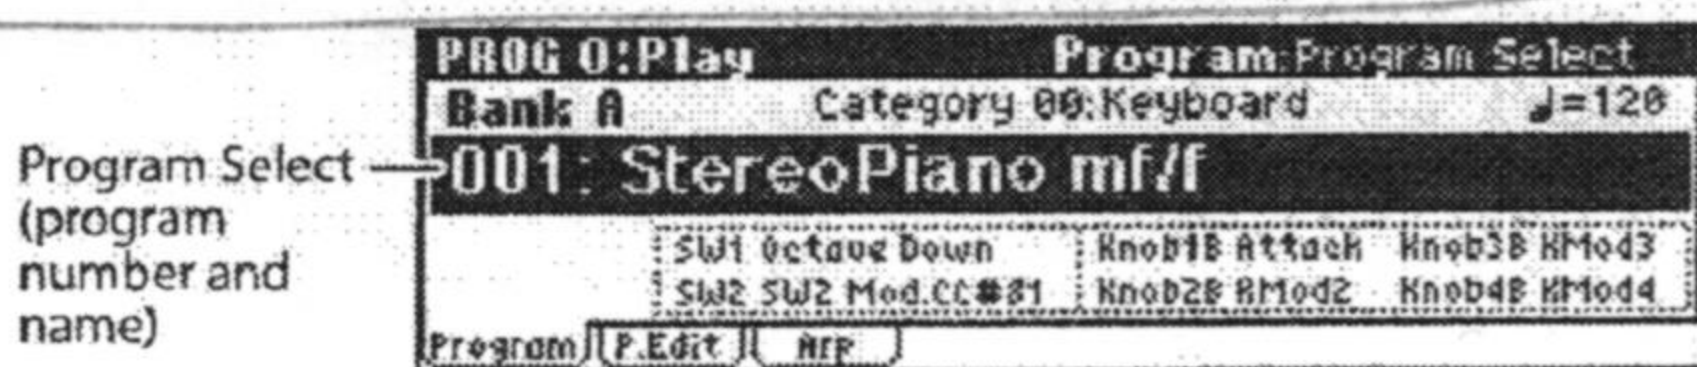 PROG 0:Play Program:Program Select
Bank A Category 00:Keyboard ♩=120
001: StereoPiano mf/f
Program Select
(program
number and
name)
SW1 Octave Down Knob1B Attack Knob3B KMod3
SW2 SW2 Mod.CC#81 Knob2B KMod2 Knob4B KMod4
Program P.Edit Arp